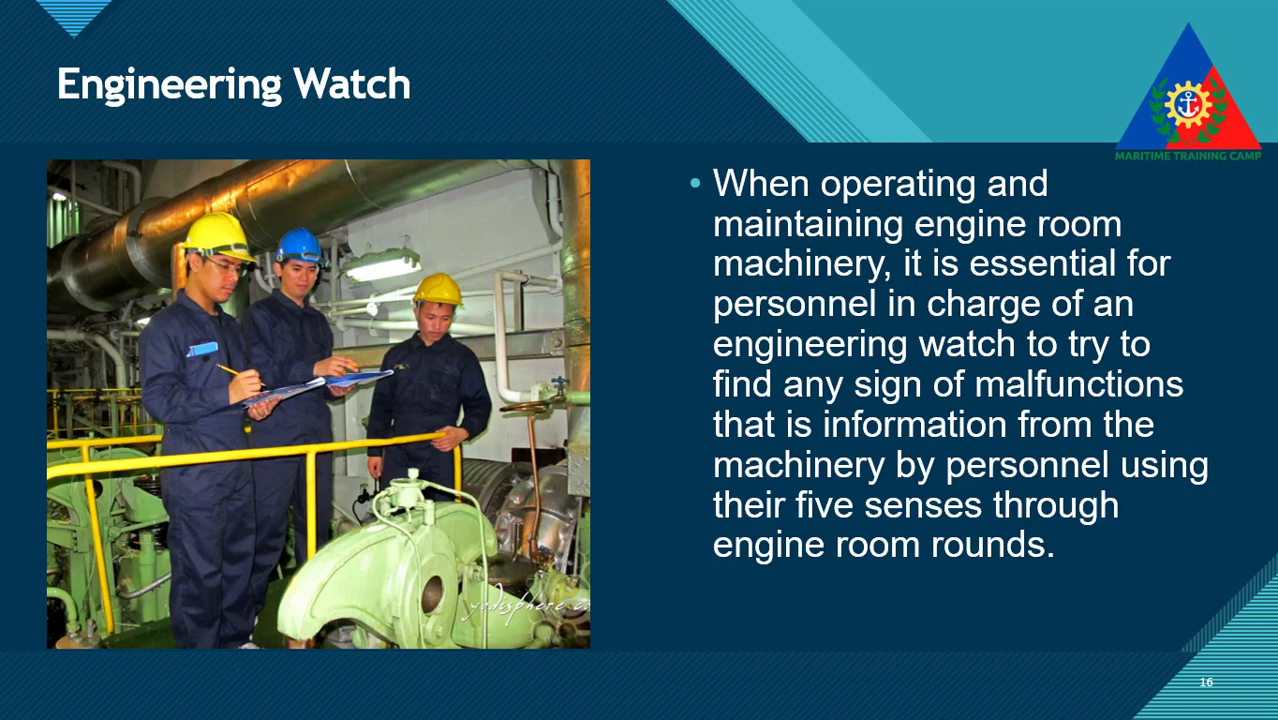 Engineering Watch
MARITIME TRAINING CAMP
• When operating and
maintaining engine room
machinery, it is essential for
personnel in charge of an
engineering watch to try to
find any sign of malfunctions
that is information from the
machinery by personnel using
their five senses through
engine room rounds.
16